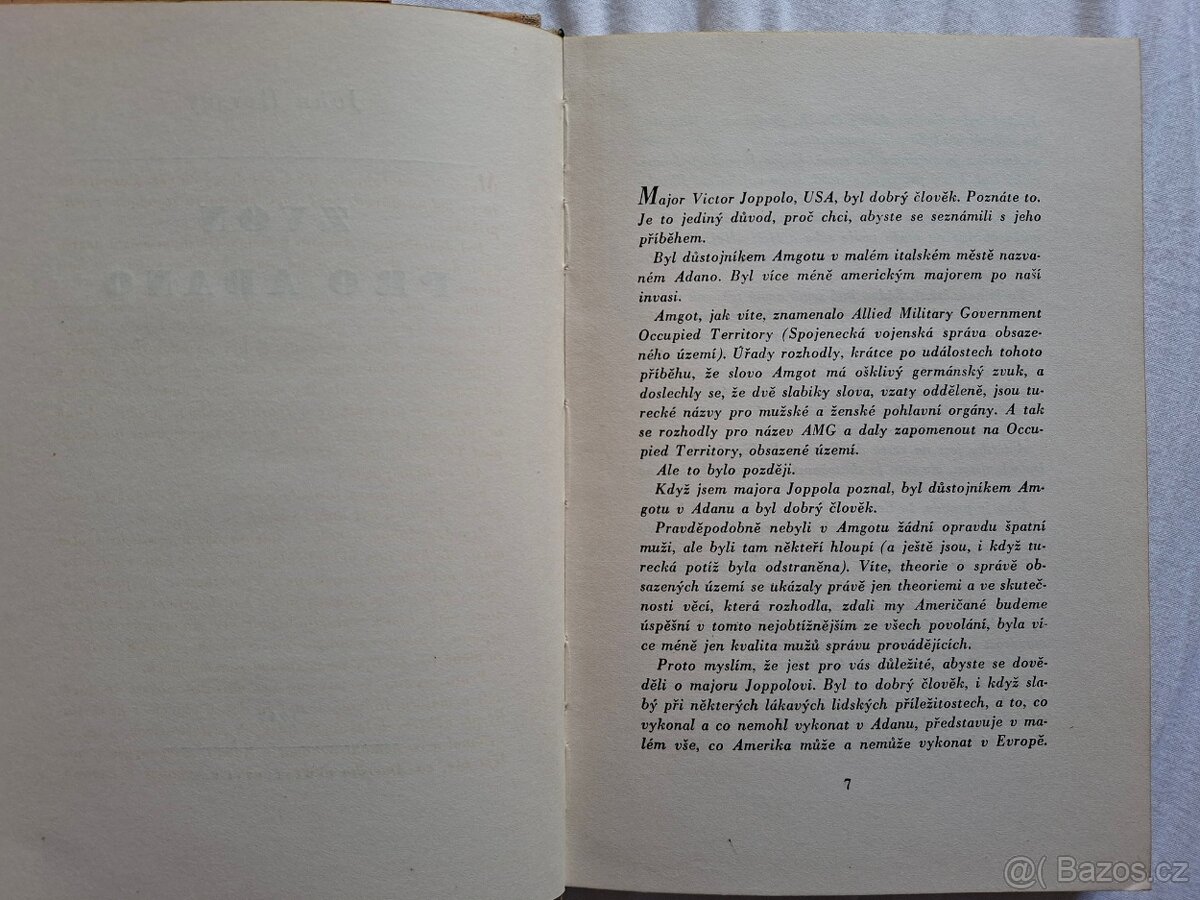 Major Victor Joppolo, USA, byl dobrý člověk. Poznáte to.
Je to jediný důvod, proč chci, abyste se seznámili s jeho
příběhem.
Byl důstojníkem Amgotu v malém italském městě nazva-
ném Adano. Byl více méně americkým majorem po naší
invasi.
Amgot, jak víte, znamenalo Allied Military Government
Occupied Territory (Spojenecká vojenská správa obsaze-
ného území). Úřady rozhodly, krátce po událostech tohoto
příběhu, že slovo Amgot má ošklivý germánský zvuk, a
doslechly se, že dvě slabiky slova, vzaty odděleně, jsou tu-
recké názvy pro mužské a ženské pohlavní orgány. A tak
se rozhodly pro název AMG a daly zapomenout na Occu-
pied Territory, obsazené území.
Ale to bylo později.
Když jsem majora Joppola poznal, byl důstojníkem Am-
gotu v Adanu a byl dobrý člověk.
Pravděpodobně nebyli v Amgotu žádní opravdu špatní
muži, ale byli tam někteří hloupí (a ještě jsou, i když tu-
recká potíž byla odstraněna). Víte, theorie o správě ob-
sazených území se ukázaly právě jen theoriemi a ve skuteč-
nosti věcí, která rozhodla, zdali my Američané budeme
úspěšní v tomto nejobtížnějším ze všech povolání, byla ví-
ce méně jen kvalita mužů správu provádějících.
Proto myslím, že jest pro vás důležité, abyste se dově-
děli o majoru Joppolovi. Byl to dobrý člověk, i když sla-
bý při některých lákavých lidských příležitostech, a to, co
vykonal a co nemohl vykonat v Adanu, představuje v ma-
lém vše, co Amerika může a nemůže vykonat v Evropě.
7
Bazos.cz